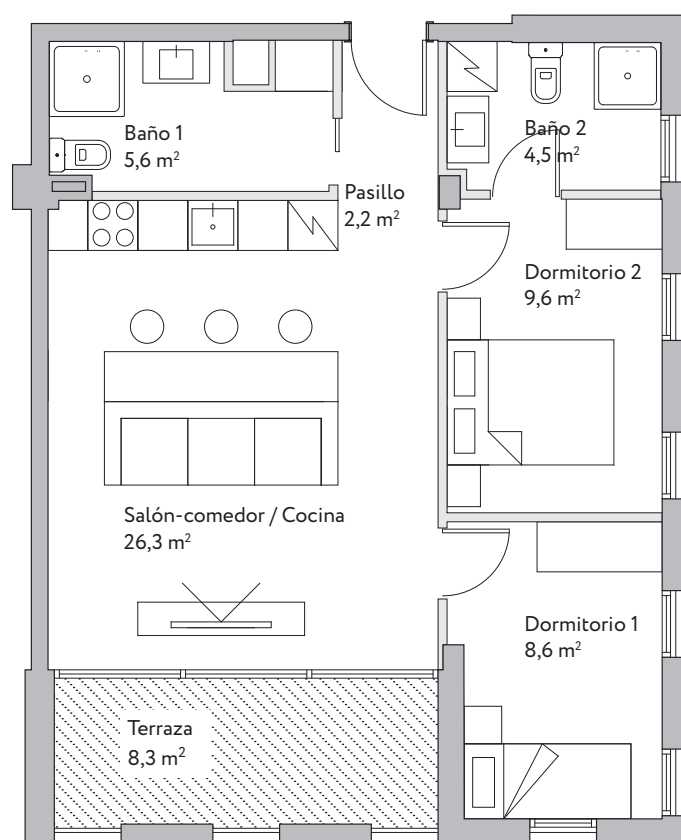 Baño 1
5,6 m²
Baño 2
4,5 m²
Pasillo
2,2 m²
Dormitorio 2
9,6 m²
Salón-comedor / Cocina
26,3 m²
Dormitorio 1
8,6 m²
Terraza
8,3 m²